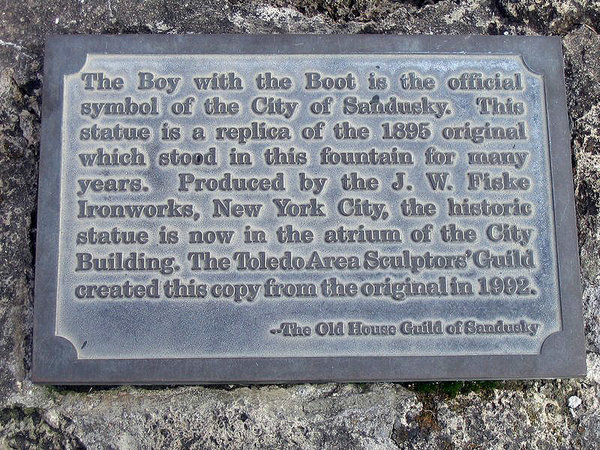 The Boy with the Boot is the official
symbol of the City of Sandusky. This
statue is a replica of the 1895 original
which stood in this fountain for many
years. Produced by the J. W. Fiske
Ironworks, New York City, the historic
statue is now in the atrium of the City
Building. The Toledo Area Sculptors' Guild
created this copy from the original in 1992.
--The Old House Guild of Sandusky